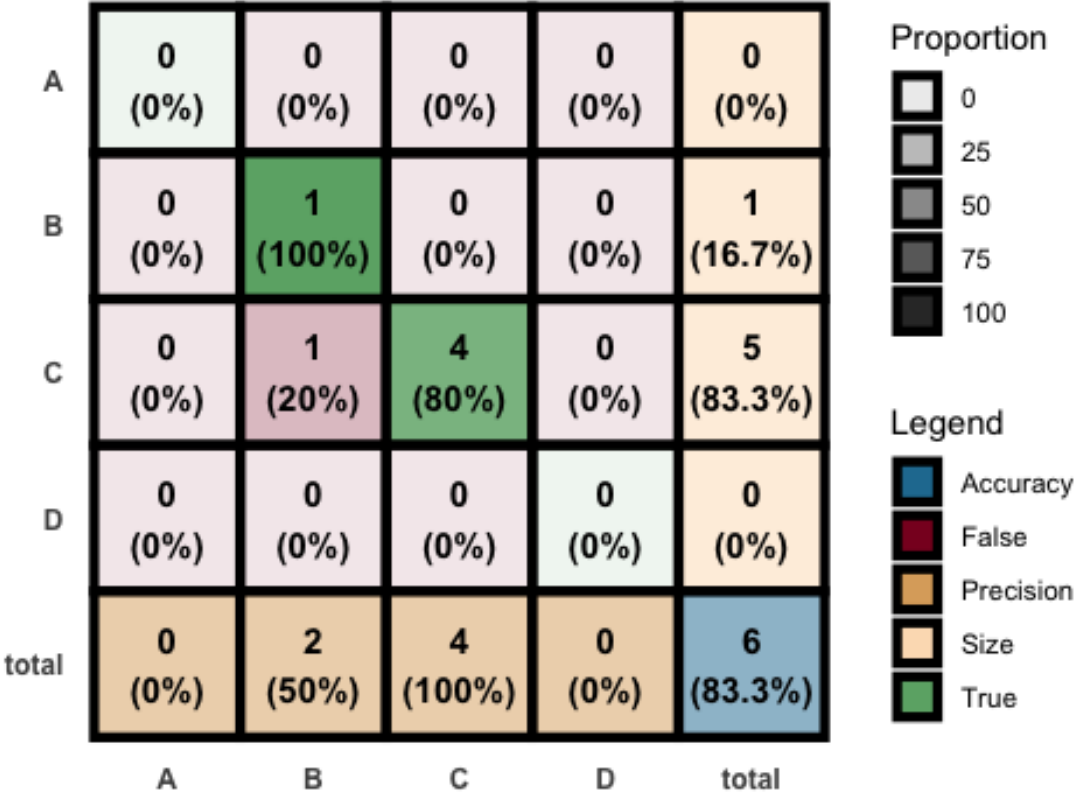 A
0 0 0 0 0
(0%) (0%) (0%) (0%) (0%)
B
0 1 0 0 1
(0%) (100%) (0%) (0%) (16.7%)
C
0 1 4 0 5
(0%) (20%) (80%) (0%) (83.3%)
D
0 0 0 0 0
(0%) (0%) (0%) (0%) (0%)
total
0 2 4 0 6
(0%) (50%) (100%) (0%) (83.3%)
A B C D total
Proportion
0
25
50
75
100
Legend
Accuracy
False
Precision
Size
True